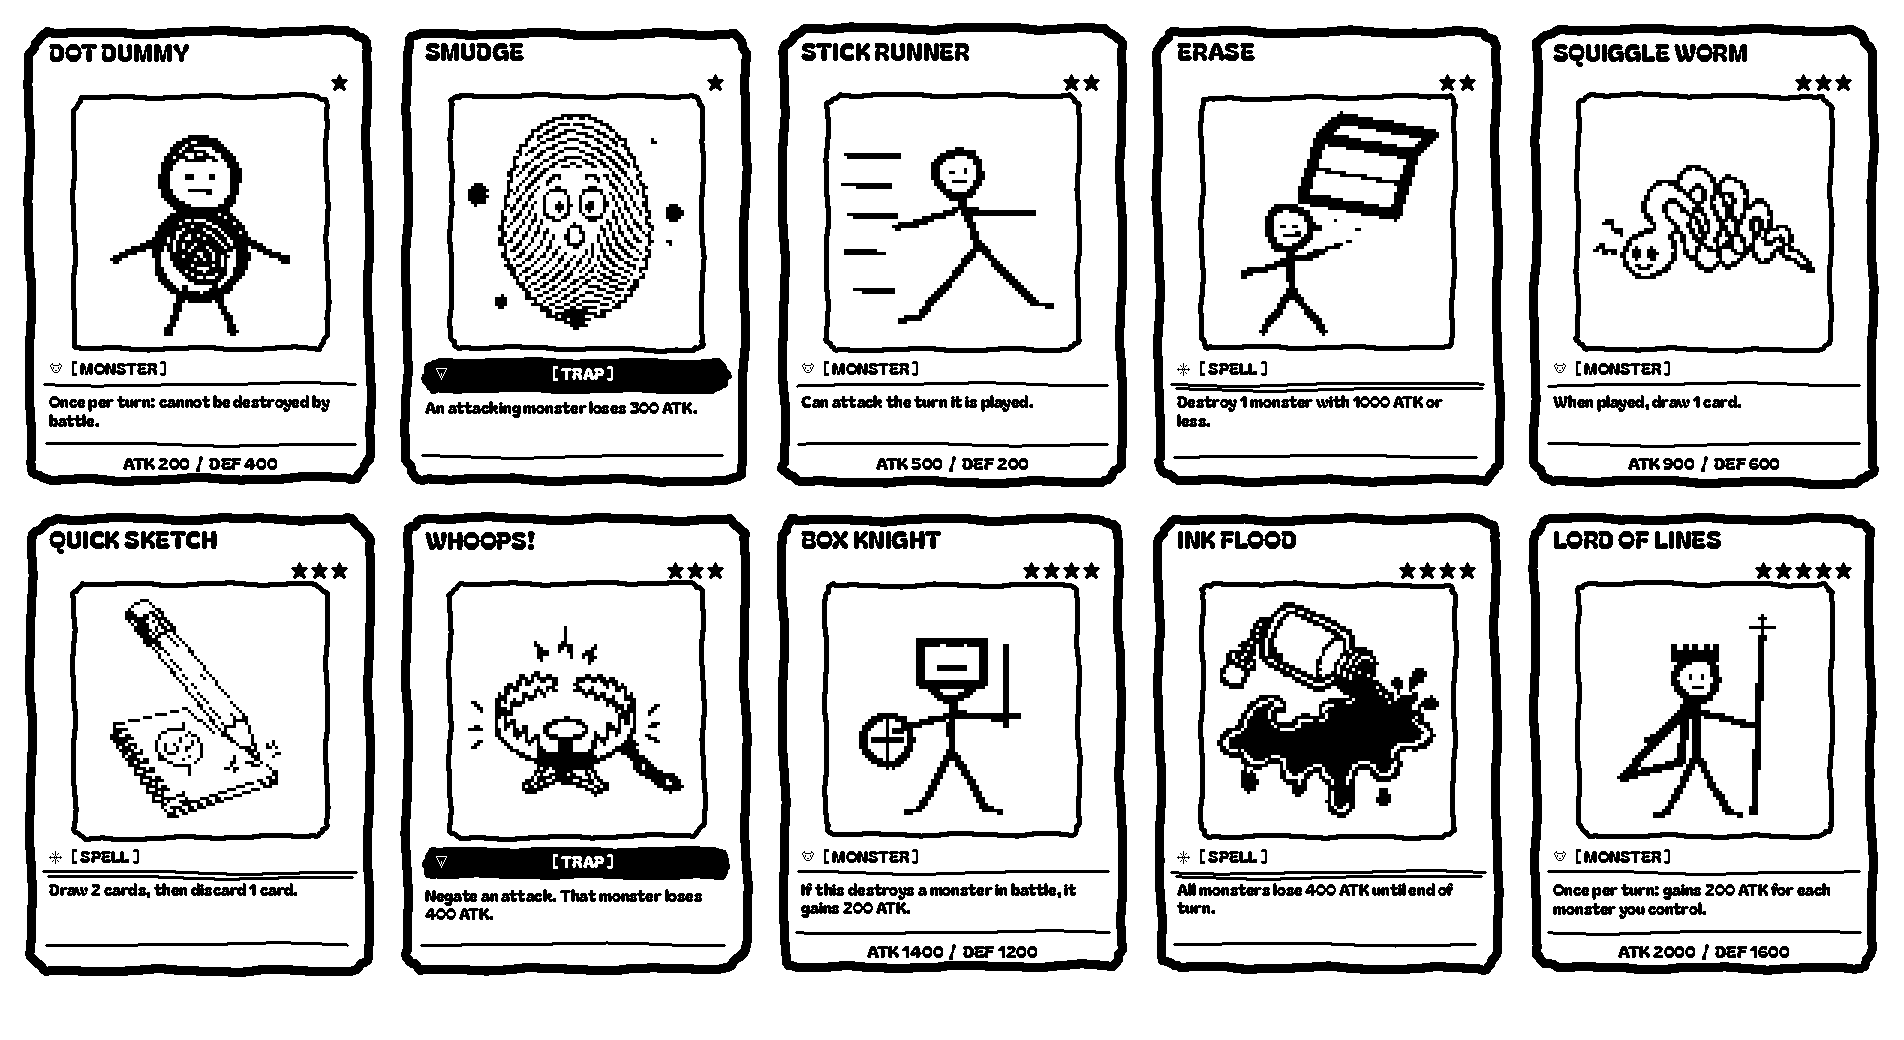 DOT DUMMY
[MONSTER]
Once per turn: cannot be destroyed by
battle.
ATK 200 / DEF 400
SMUDGE
[TRAP]
An attacking monster loses 300 ATK.
STICK RUNNER
[MONSTER]
Can attack the turn it is played.
ATK 500 / DEF 200
ERASE
[SPELL]
Destroy 1 monster with 1000 ATK or
less.
SQUIGGLE WORM
[MONSTER]
When played, draw 1 card.
ATK 900 / DEF 600
QUICK SKETCH
[SPELL]
Draw 2 cards, then discard 1 card.
WHOOPS!
[TRAP]
Negate an attack. That monster loses
400 ATK.
BOX KNIGHT
[MONSTER]
If this destroys a monster in battle, it
gains 200 ATK.
ATK 1400 / DEF 1200
INK FLOOD
[SPELL]
All monsters lose 400 ATK until end of
turn.
LORD OF LINES
[MONSTER]
Once per turn: gains 200 ATK for each
monster you control.
ATK 2000 / DEF 1600